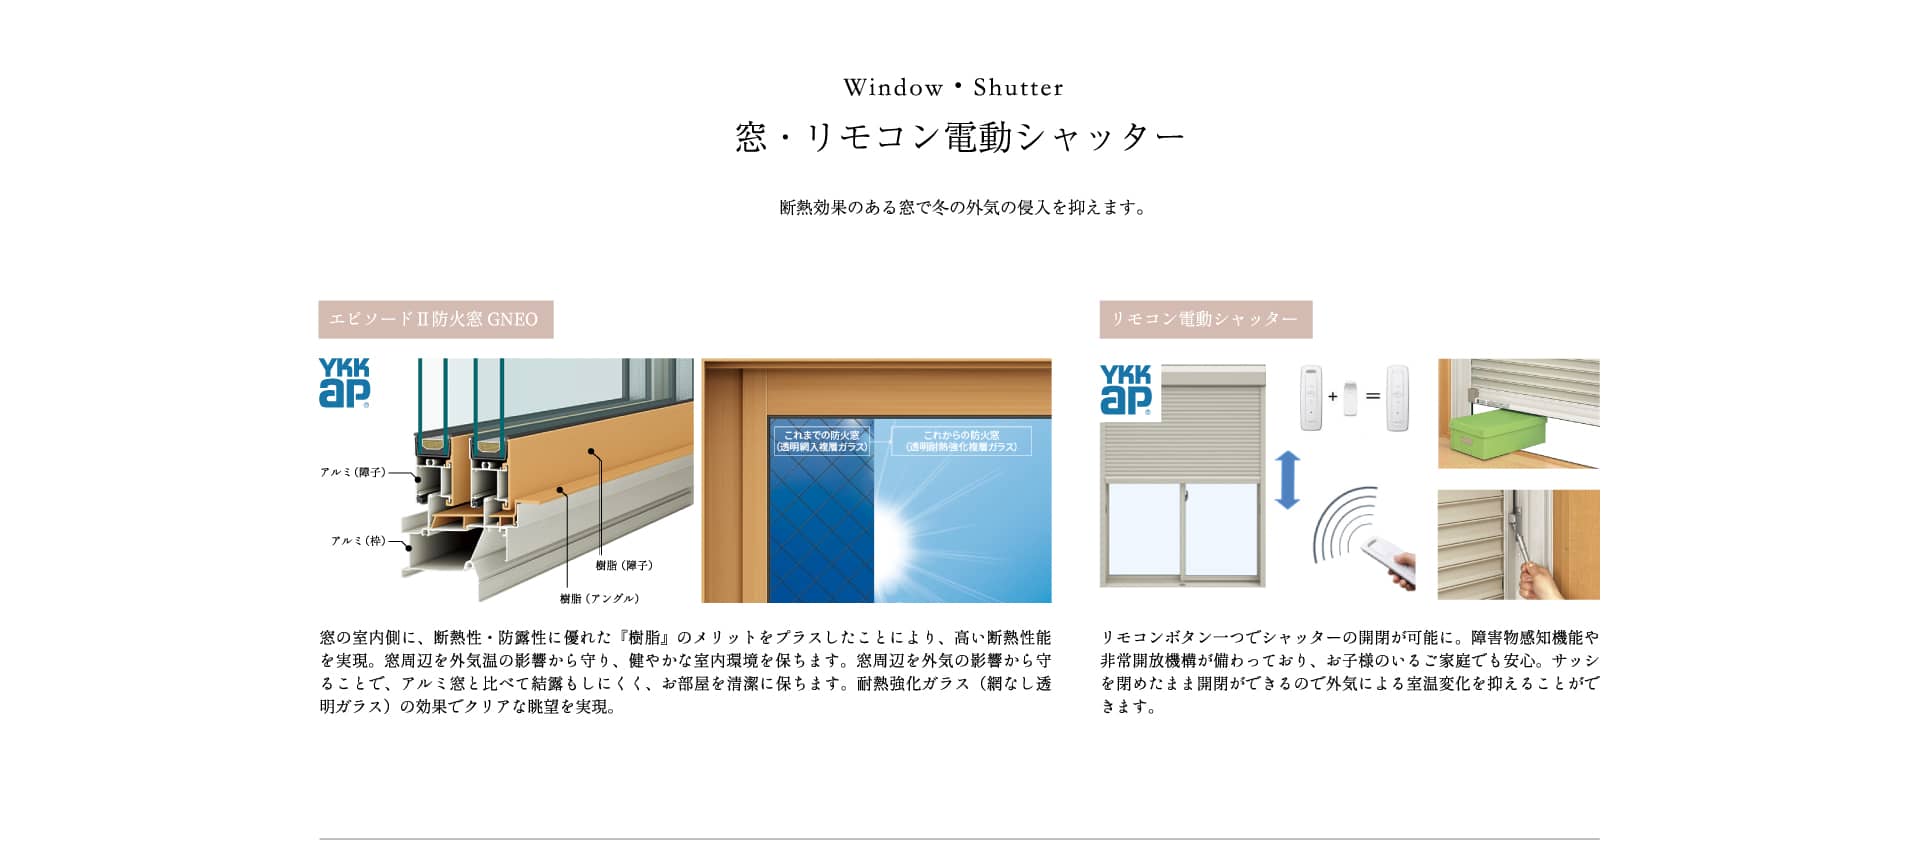 Window・Shutter
窓・リモコン電動シャッター
断熱効果のある窓で冬の外気の侵入を抑えます。
エピソードⅡ防火窓 GNEO
YKK
ap®
アルミ（障子）
アルミ（枠）
樹脂（障子）
樹脂（アングル）
これまでの防火窓
（透明網入複層ガラス）
これからの防火窓
（透明耐熱強化複層ガラス）
窓の室内側に、断熱性・防露性に優れた『樹脂』のメリットをプラスしたことにより、高い断熱性能
を実現。窓周辺を外気温の影響から守り、健やかな室内環境を保ちます。窓周辺を外気の影響から守
ることで、アルミ窓と比べて結露もしにくく、お部屋を清潔に保ちます。耐熱強化ガラス（網なし透
明ガラス）の効果でクリアな眺望を実現。
リモコン電動シャッター
YKK
ap®
+ =
リモコンボタン一つでシャッターの開閉が可能に。障害物感知機能や
非常開放機構が備わっており、お子様のいるご家庭でも安心。サッシ
を閉めたまま開閉ができるので外気による室温変化を抑えることがで
きます。